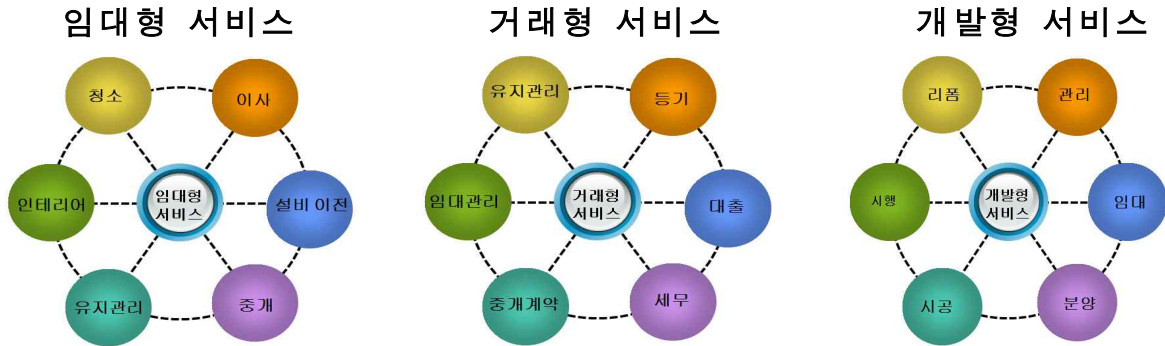 임대형 서비스
청소
이사
인테리어
임대형
서비스
설비 이전
유지관리
중개
거래형 서비스
유지관리
등기
임대관리
거래형
서비스
대출
중개계약
세무
개발형 서비스
리폼
관리
시행
개발형
서비스
임대
시공
분양